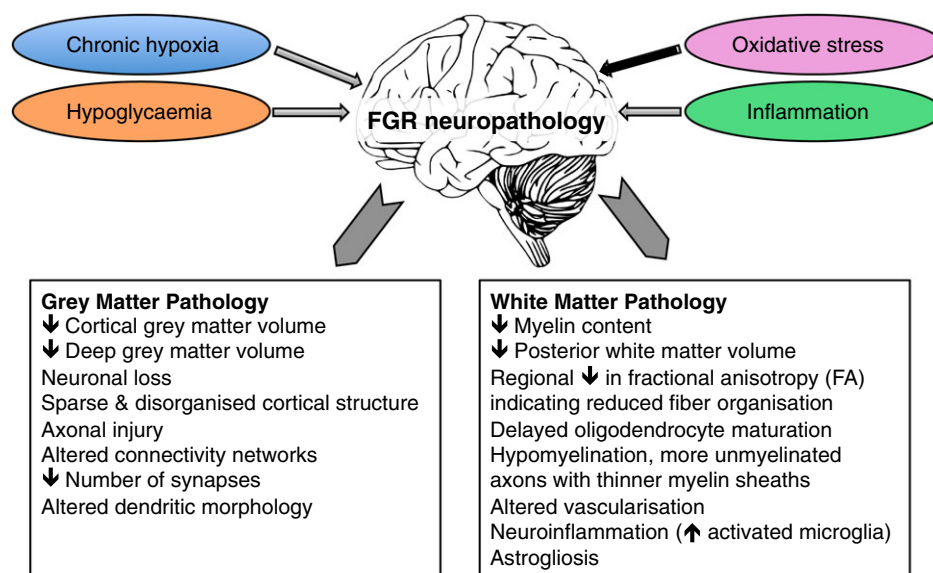 Chronic hypoxia
Oxidative stress
Hypoglycaemia
FGR neuropathology
Inflammation
Grey Matter Pathology
↓ Cortical grey matter volume
↓ Deep grey matter volume
Neuronal loss
Sparse & disorganised cortical structure
Axonal injury
Altered connectivity networks
↓ Number of synapses
Altered dendritic morphology
White Matter Pathology
↓ Myelin content
↓ Posterior white matter volume
Regional ↓ in fractional anisotropy (FA)
indicating reduced fiber organisation
Delayed oligodendrocyte maturation
Hypomyelination, more unmyelinated
axons with thinner myelin sheaths
Altered vascularisation
Neuroinflammation (↑ activated microglia)
Astrogliosis